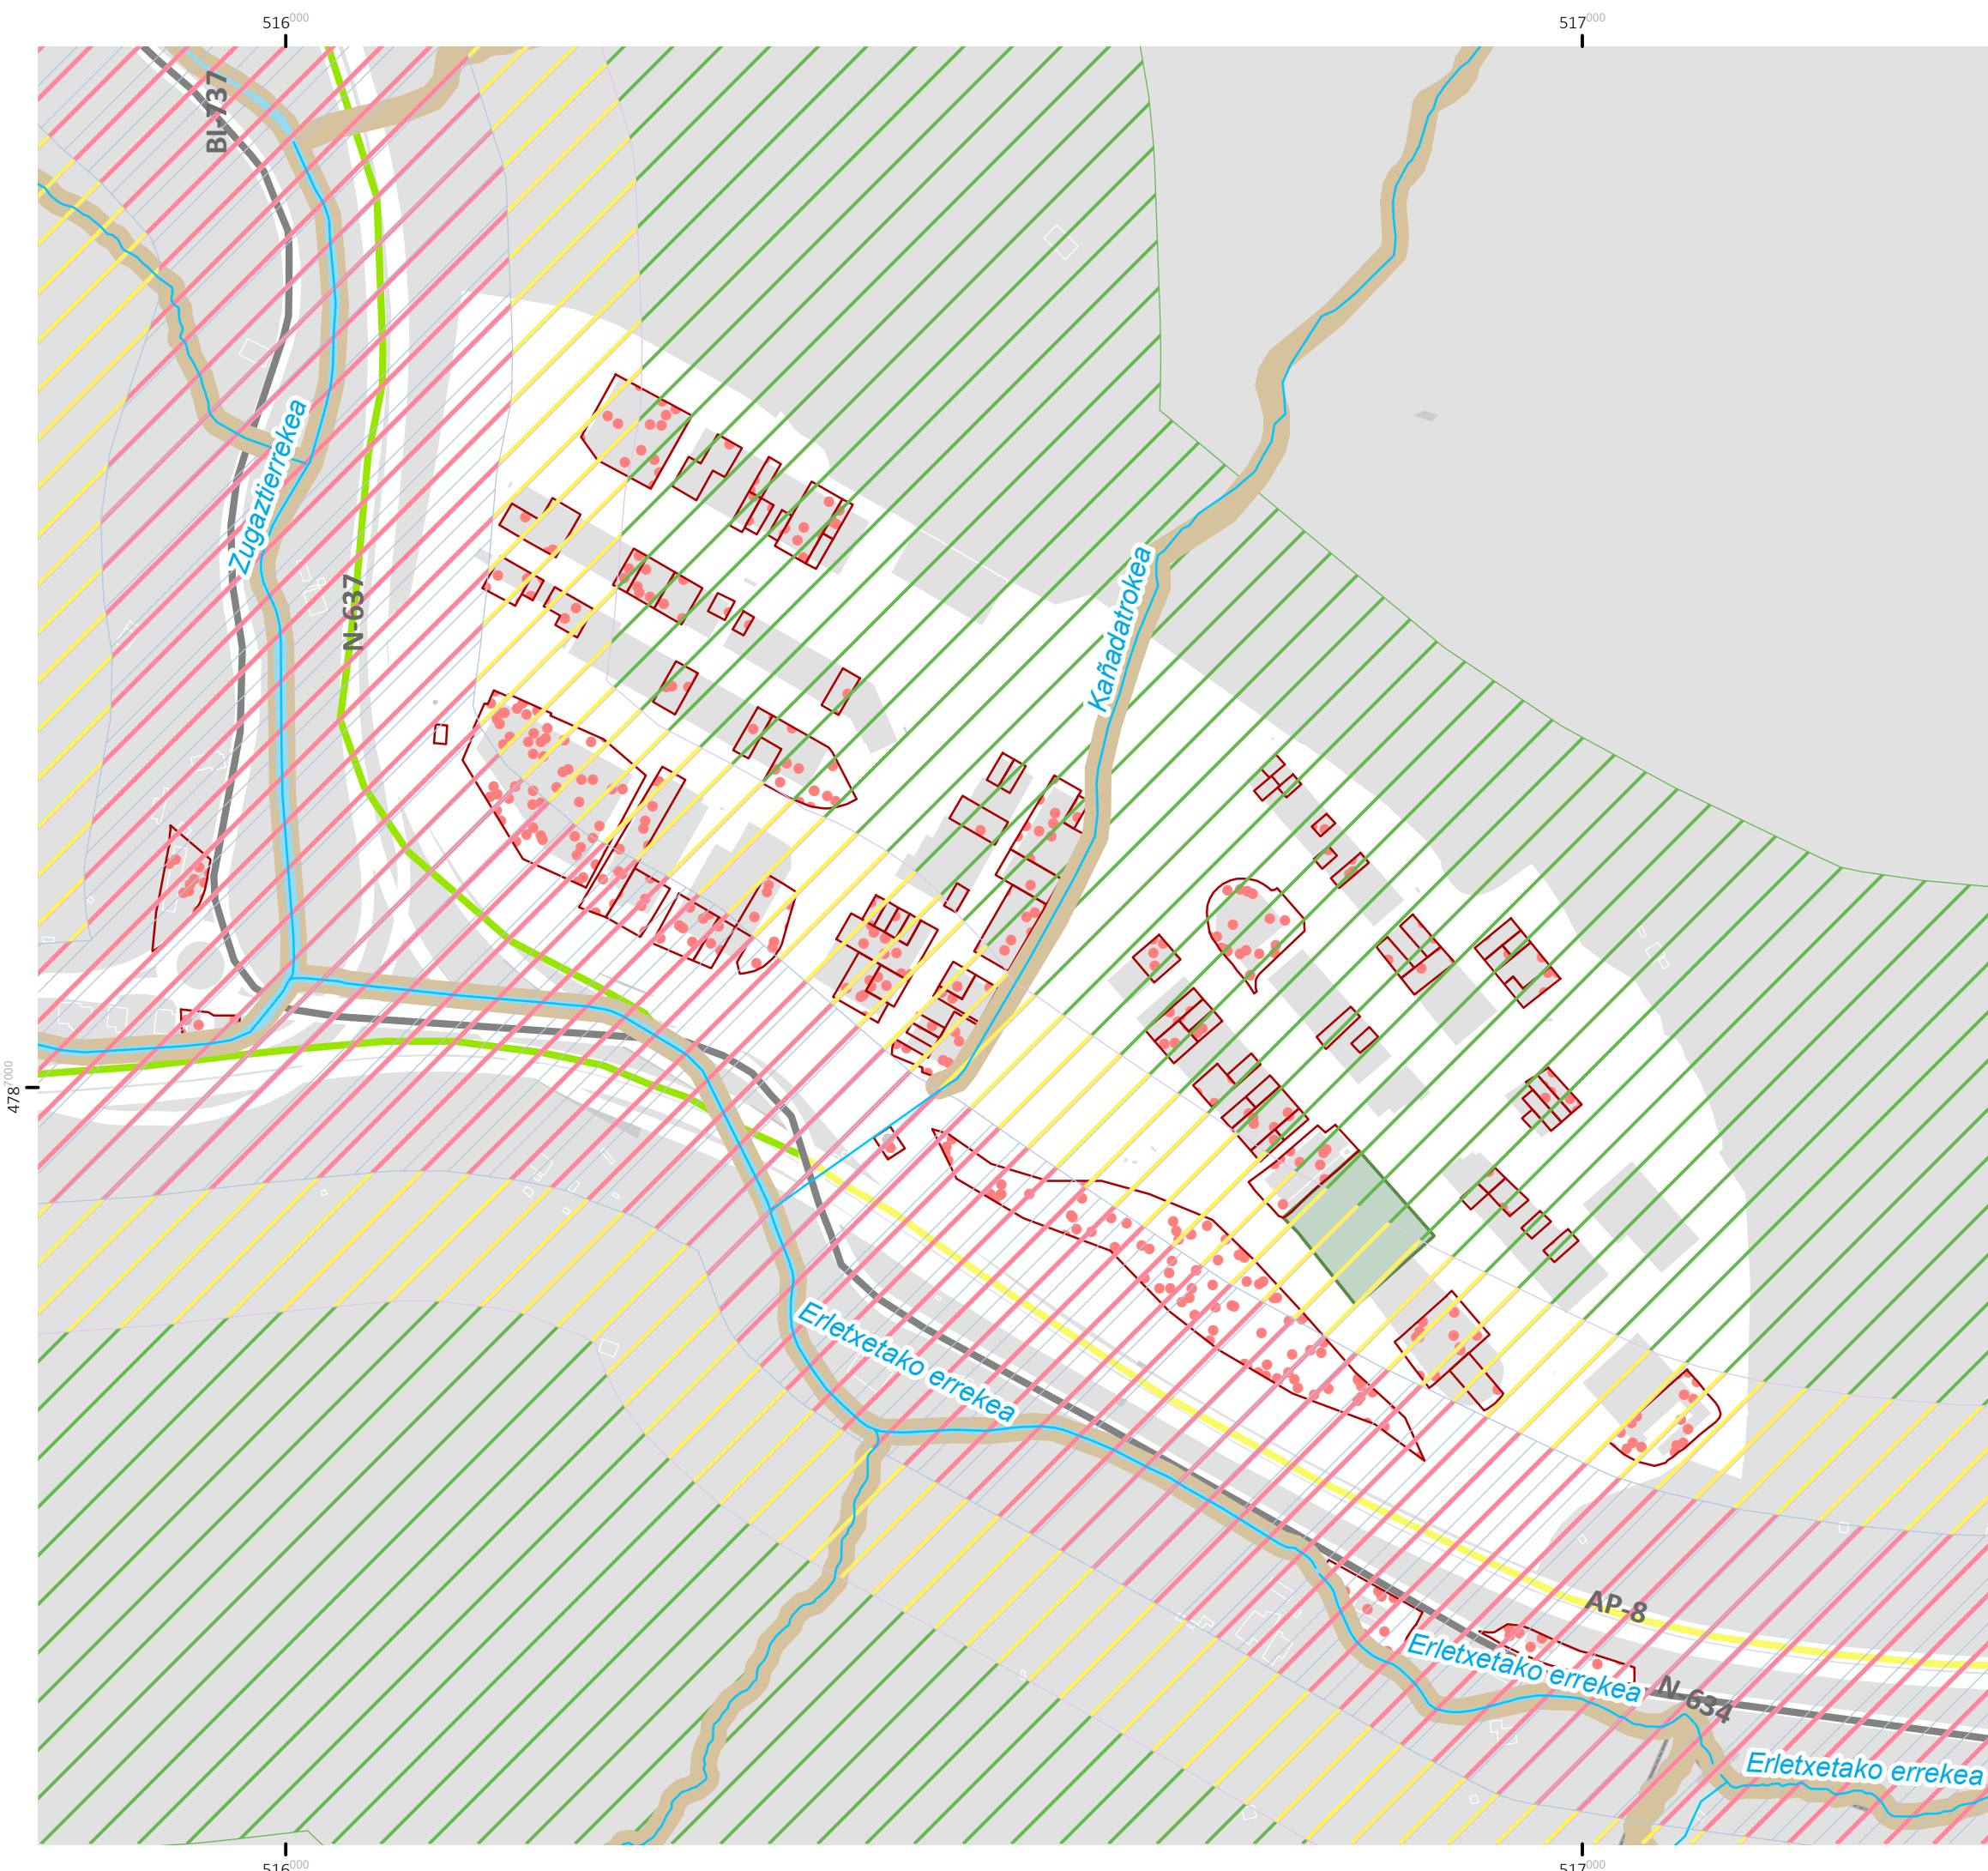 516000
517000
BI-737
Zugaztierrekea
N-637
Kañadatrokea
478
7000
Erletxetako errekea
AP-8
Erletxetako errekea
N-634
Erletxetako errekea
516000
517000